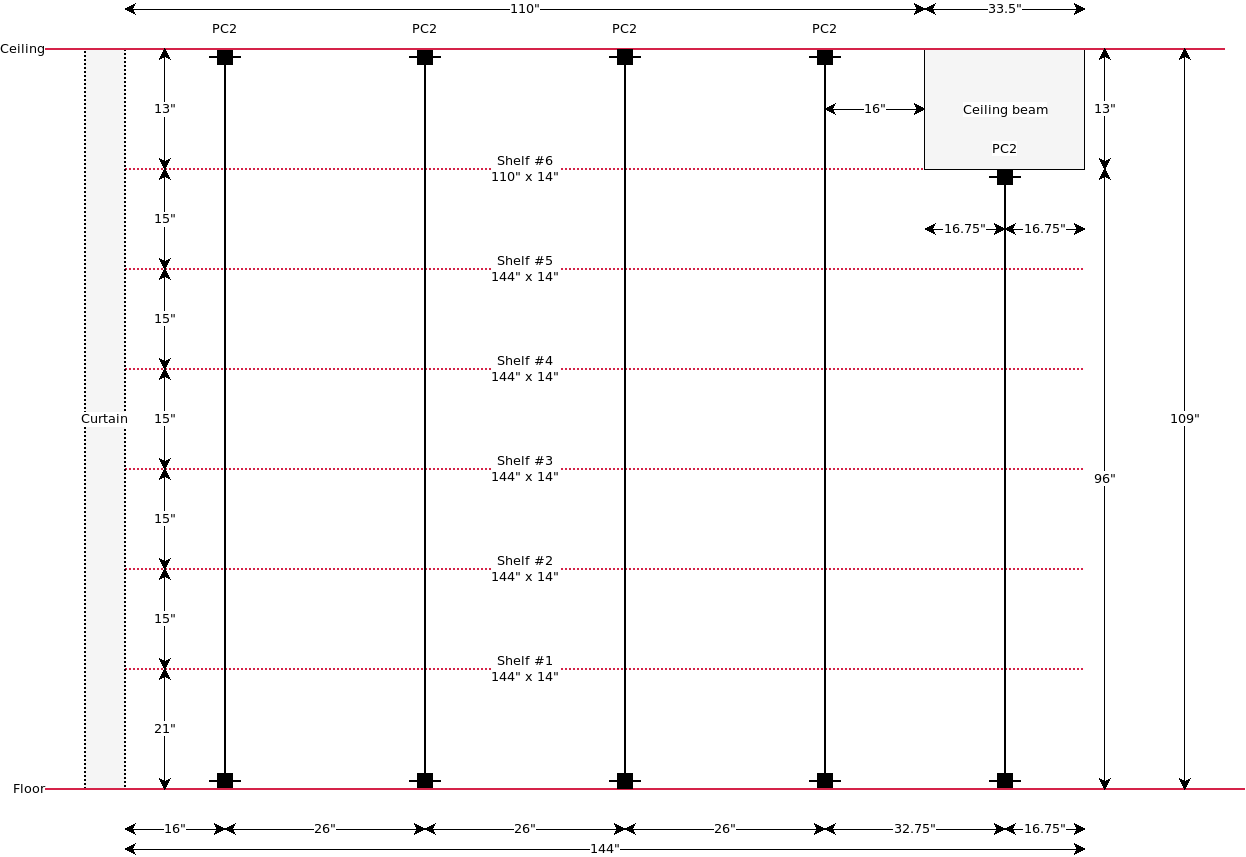 110"
33.5"
PC2
PC2
PC2
PC2
Ceiling
13"
16"
Ceiling beam
13"
PC2
Shelf #6
110" x 14"
15"
16.75"
16.75"
Shelf #5
144" x 14"
15"
Shelf #4
144" x 14"
Curtain
15"
109"
Shelf #3
144" x 14"
96"
15"
Shelf #2
144" x 14"
15"
Shelf #1
144" x 14"
21"
Floor
16"
26"
26"
26"
32.75"
16.75"
144"